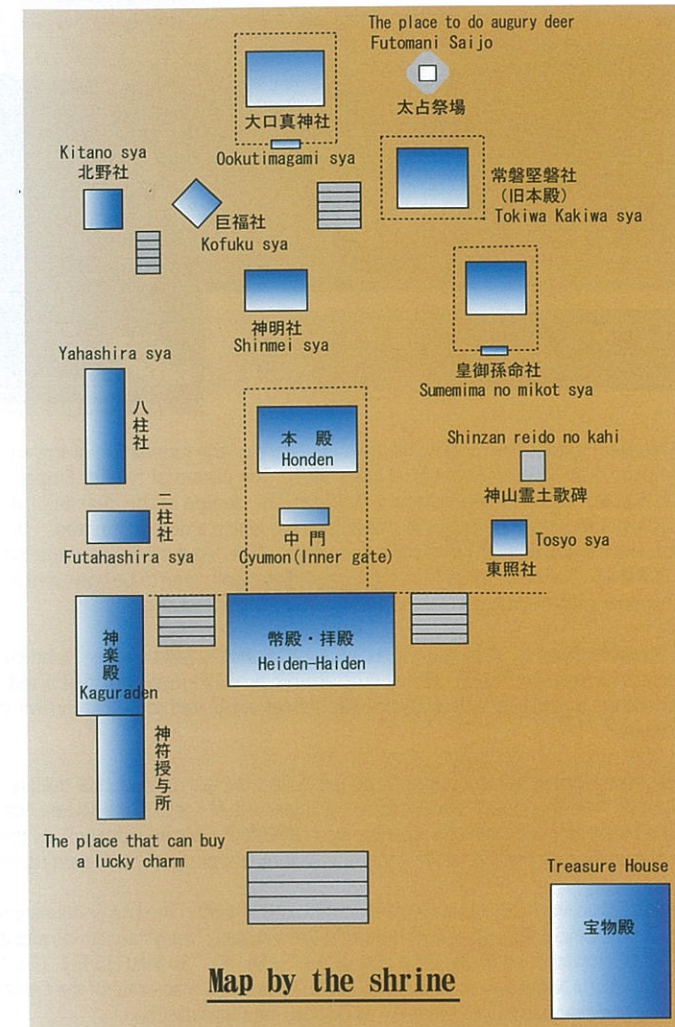 The place to do augury deer
Futomani Saijo
太占祭場
大口真神社
Ookutimagami sya
Kitano sya
北野社
巨福社
Kofuku sya
常磐堅磐社
(旧本殿)
Tokiwa Kakiwa sya
神明社
Shinmei sya
皇御孫命社
Sumemima no mikot sya
Yahashira sya
八柱社
本 殿
Honden
Shinzan reido no kahi
神山霊土歌碑
二柱社
Futahashira sya
中 門
Cyumon(Inner gate)
Tosyo sya
東照社
神楽殿
Kaguraden
幣殿・拝殿
Heiden-Haiden
神符授与所
The place that can buy
a lucky charm
Treasure House
宝物殿
Map by the shrine